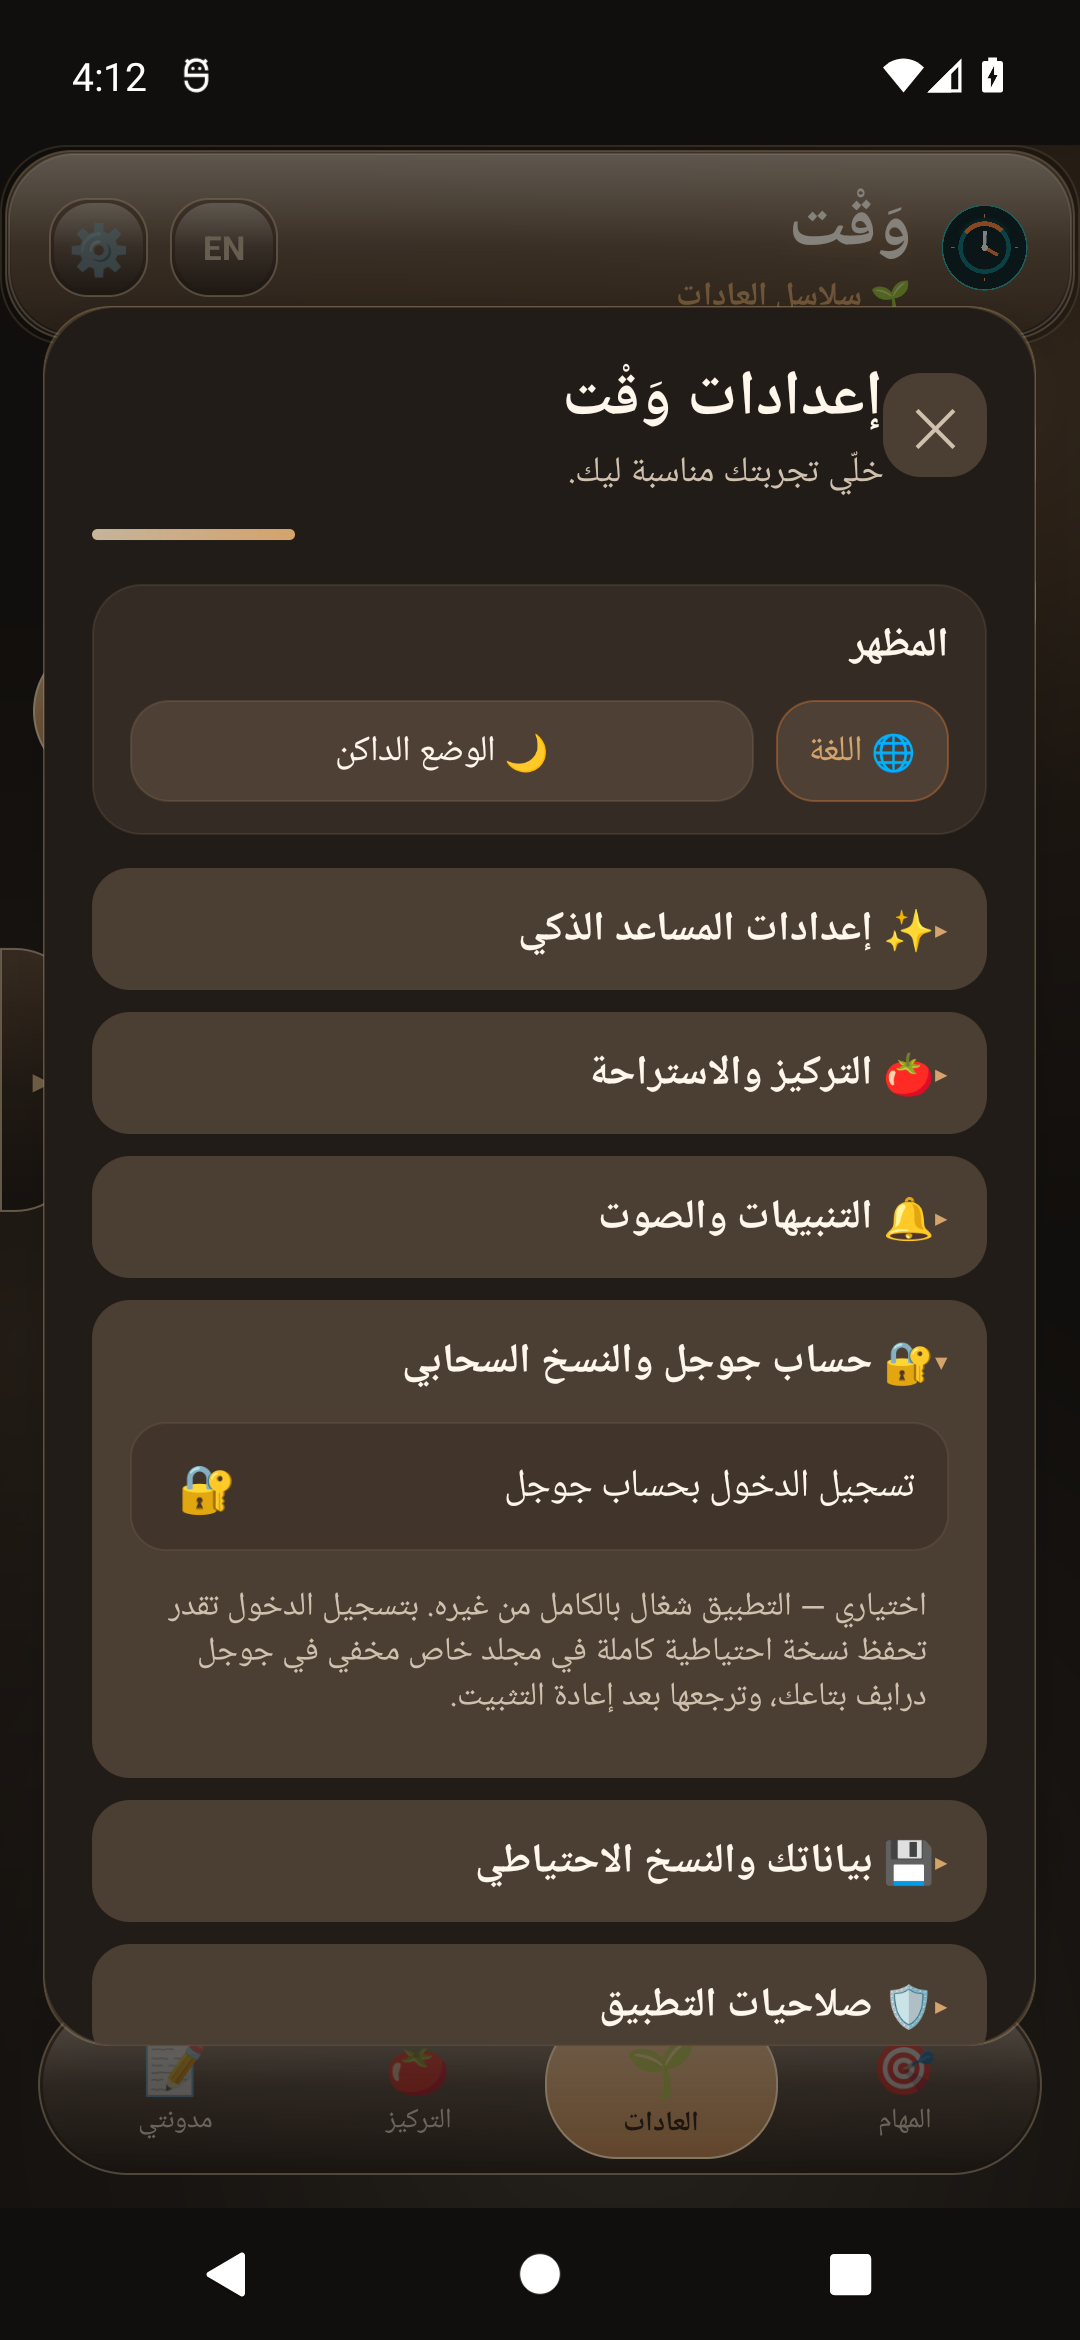 4:12
وَقْت
EN
🌱 سلاسل العادات
إعدادات وَقْت
خلّي تجربتك مناسبة ليك.
المظهر
🌐 اللغة
🌙 الوضع الداكن
✨ إعدادات المساعد الذكي
🍅 التركيز والاستراحة
🔔 التنبيهات والصوت
🔐 حساب جوجل والنسخ السحابي
تسجيل الدخول بحساب جوجل 🔐
اختياري — التطبيق شغال بالكامل من غيره. بتسجيل الدخول تقدر
تحفظ نسخة احتياطية كاملة في مجلد خاص مخفي في جوجل
درايف بتاعك، وترجعها بعد إعادة التثبيت.
💾 بياناتك والنسخ الاحتياطي
🛡️ صلاحيات التطبيق
المهام
العادات
التركيز
مدونتي